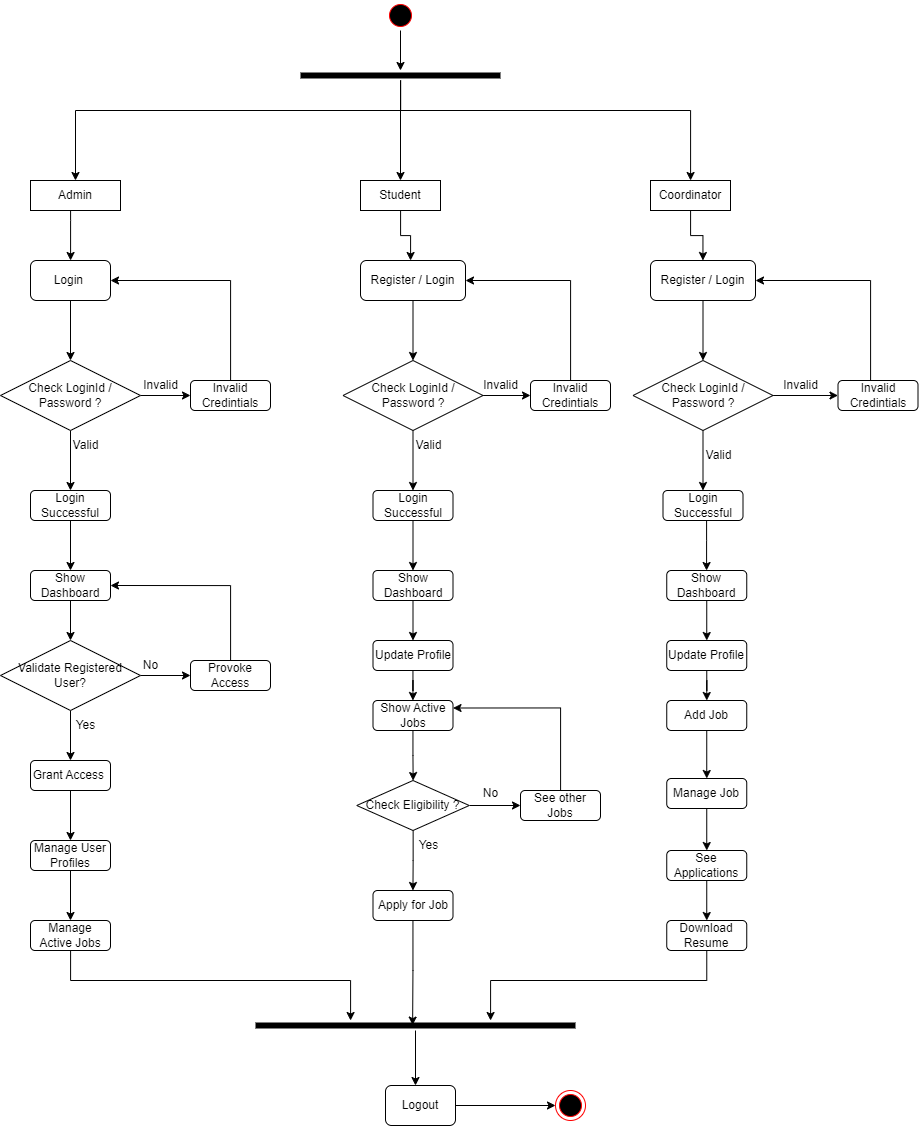 Admin
Student
Coordinator
Login
Register / Login
Register / Login
Check LoginId /
Password ?
Invalid
Invalid
Credintials
Check LoginId /
Password ?
Invalid
Invalid
Credintials
Check LoginId /
Password ?
Invalid
Invalid
Credintials
Valid
Valid
Valid
Login
Successful
Login
Successful
Login
Successful
Show
Dashboard
Show
Dashboard
Show
Dashboard
Validate Registered
User?
No
Provoke
Access
Update Profile
Update Profile
Yes
Show Active
Jobs
Add Job
Grant Access
Check Eligibility ?
No
See other
Jobs
Manage Job
Yes
Manage User
Profiles
See
Applications
Apply for Job
Manage
Active Jobs
Download
Resume
Logout